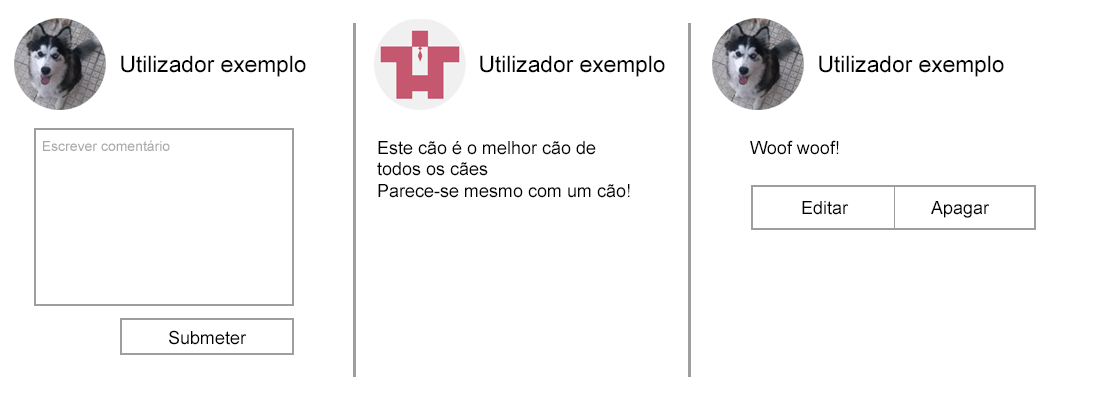 Utilizador exemplo
Escrever comentário
Submeter
Utilizador exemplo
Este cão é o melhor cão de
todos os cães
Parece-se mesmo com um cão!
Utilizador exemplo
Woof woof!
Editar
Apagar